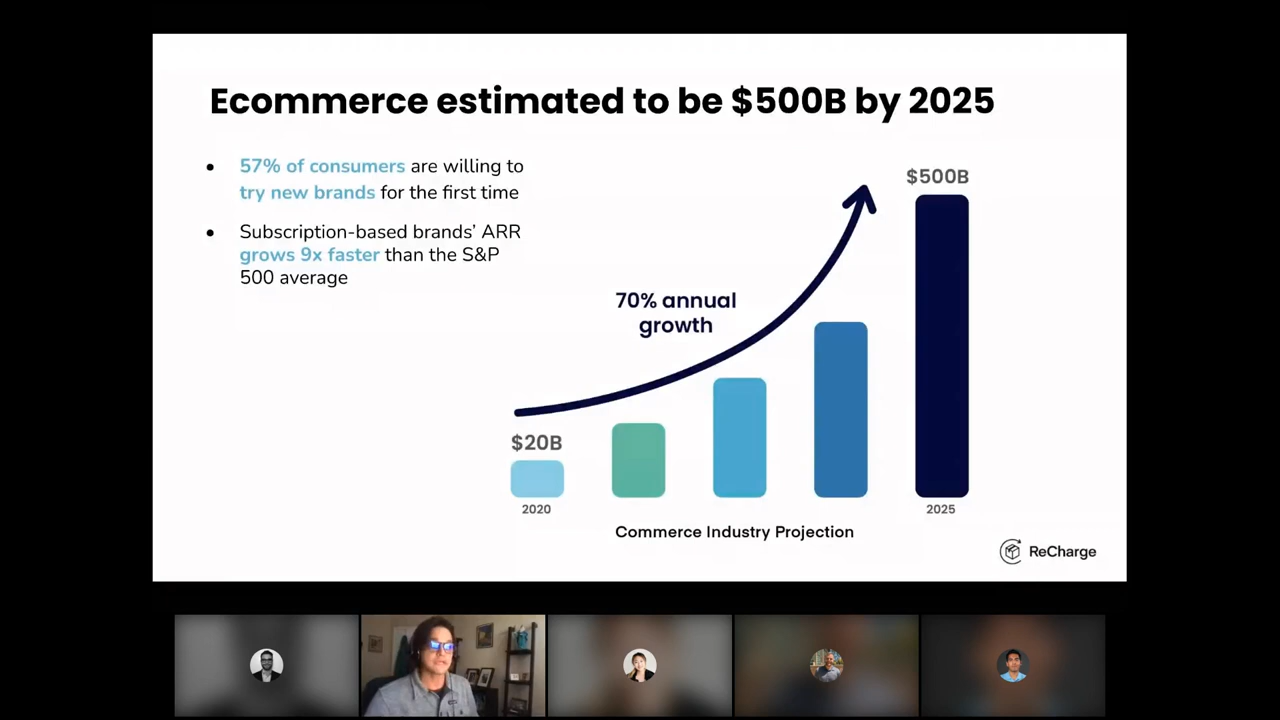 Ecommerce estimated to be $500B by 2025
• 57% of consumers are willing to
try new brands for the first time
• Subscription-based brands’ ARR
grows 9x faster than the S&P
500 average
$500B
70% annual
growth
$20B
2020
2025
Commerce Industry Projection
ReCharge